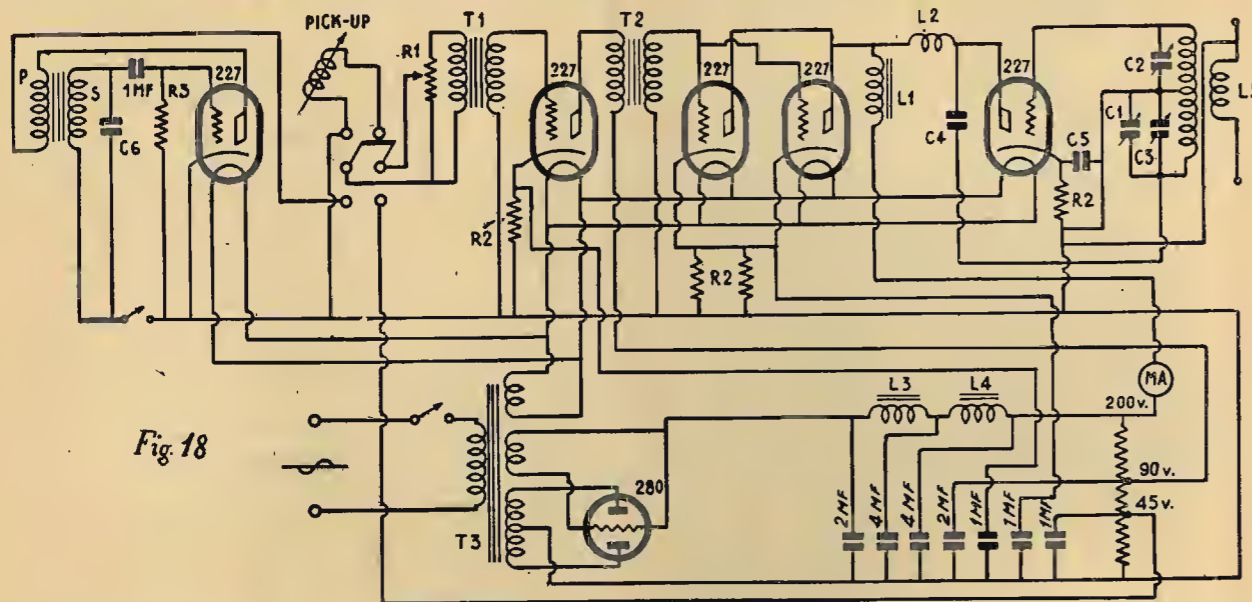 PICK-UP
T1
T2
L2
P
S
1MF
R3
227
R1
227
227
227
227
C2
C6
L1
C4
C1
C3
C5
R2
R2
R2
MA
L3
L4
200v.
Fig. 18
280
90v.
45v.
2MF
4MF
4MF
2MF
1MF
1MF
1MF
T3